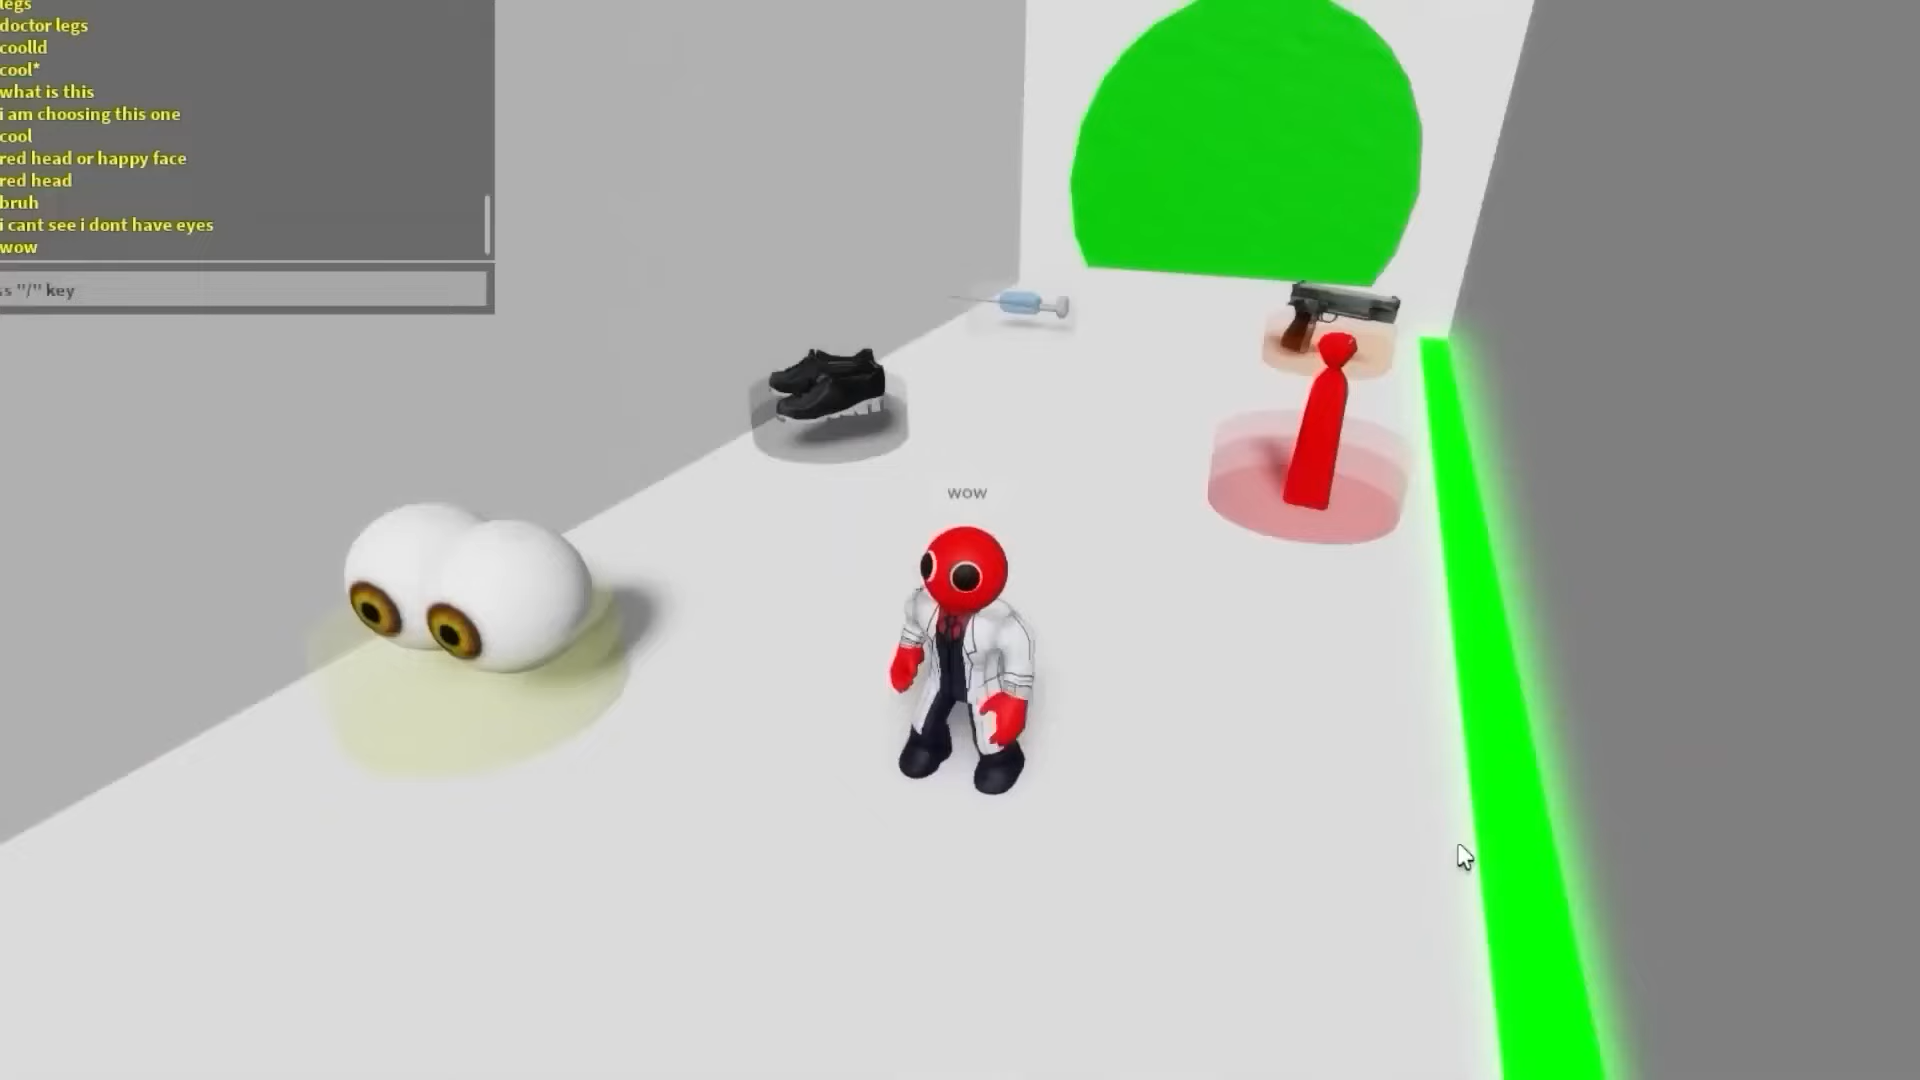 legs
doctor legs
coolld
cool*
what is this
i am choosing this one
cool
red head or happy face
red head
bruh
i cant see i dont have eyes
wow
ss "/" key
wow